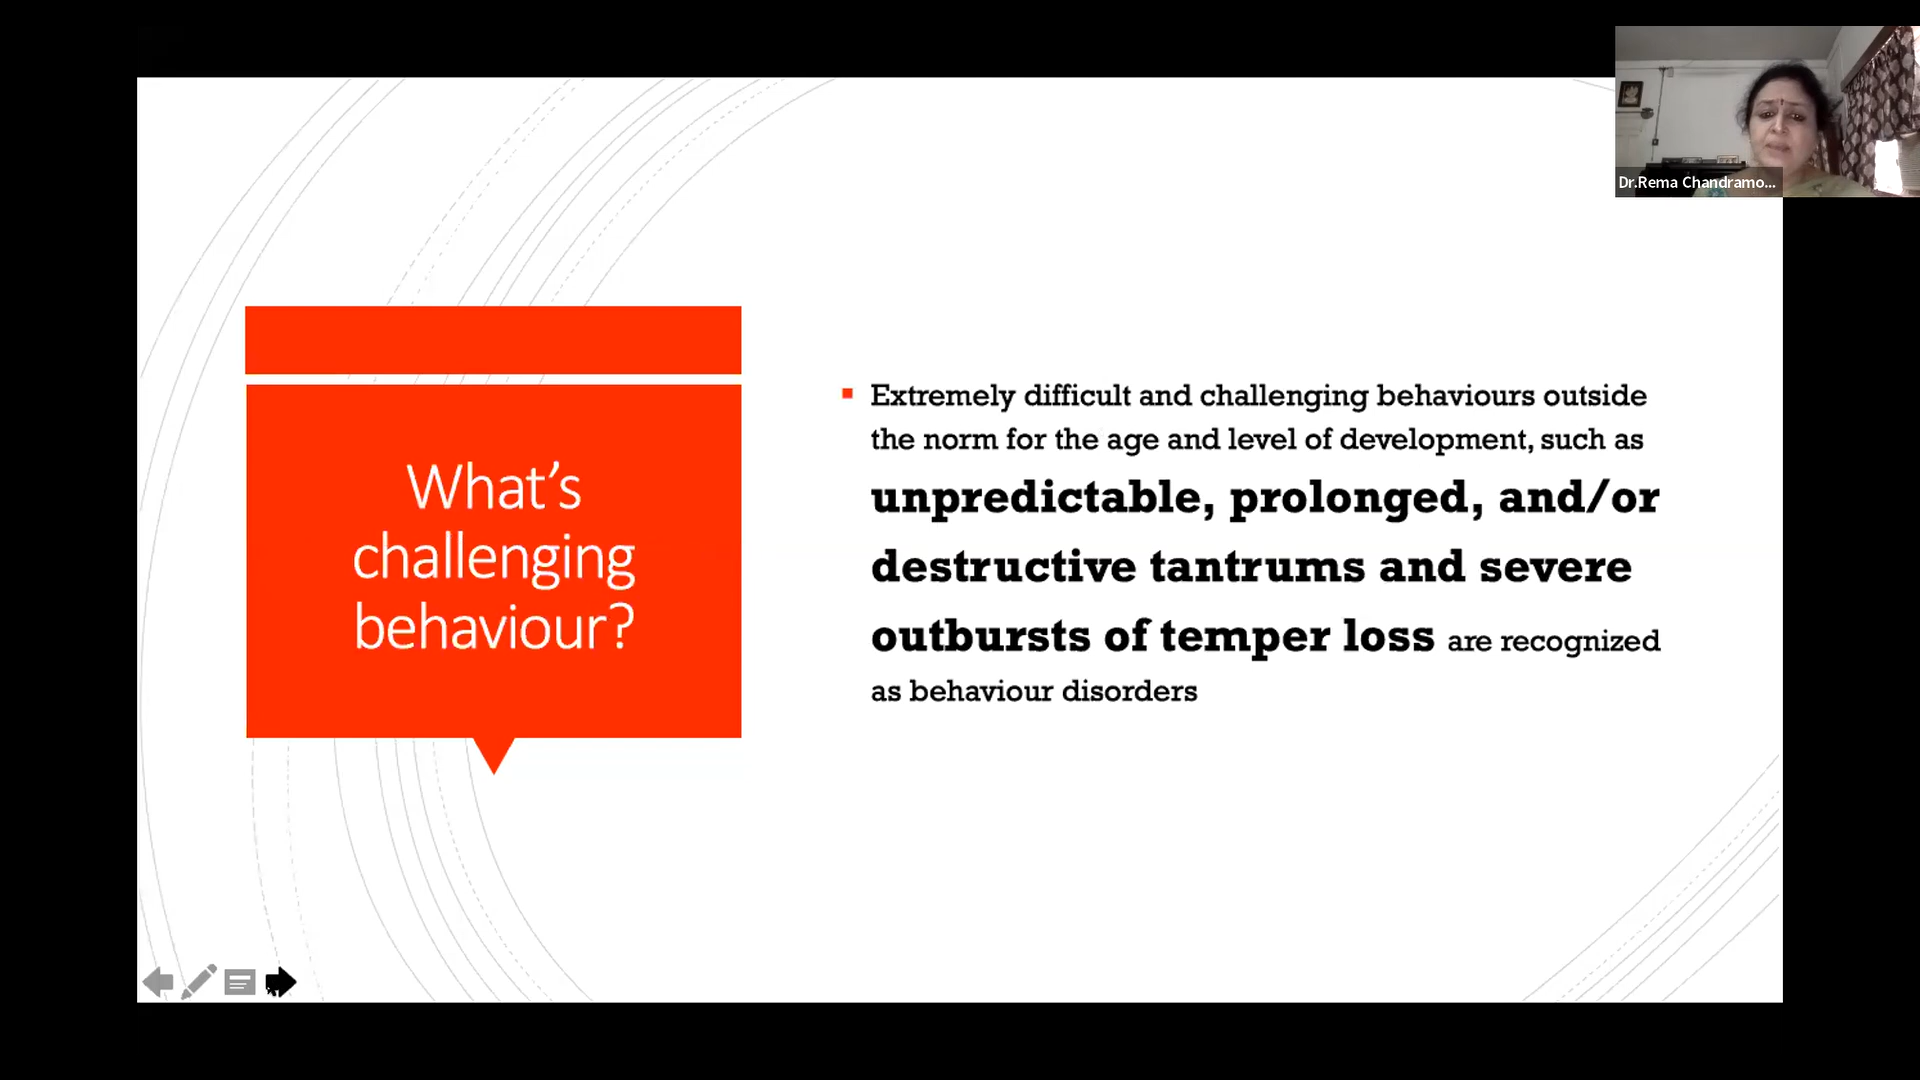 Dr.Rema Chandramo...
What's
challenging
behaviour?
Extremely difficult and challenging behaviours outside
the norm for the age and level of development, such as
unpredictable, prolonged, and/or
destructive tantrums and severe
outbursts of temper loss are recognized
as behaviour disorders